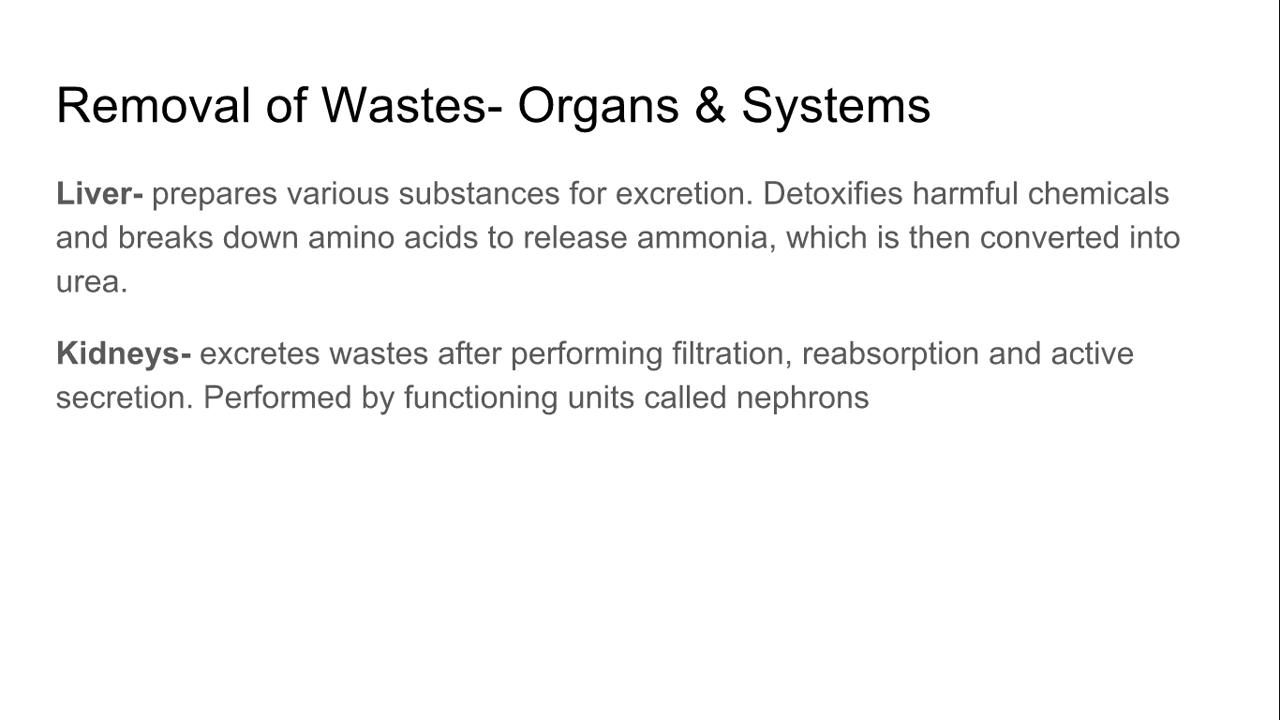 Removal of Wastes- Organs & Systems
Liver- prepares various substances for excretion. Detoxifies harmful chemicals
and breaks down amino acids to release ammonia, which is then converted into
urea.
Kidneys- excretes wastes after performing filtration, reabsorption and active
secretion. Performed by functioning units called nephrons